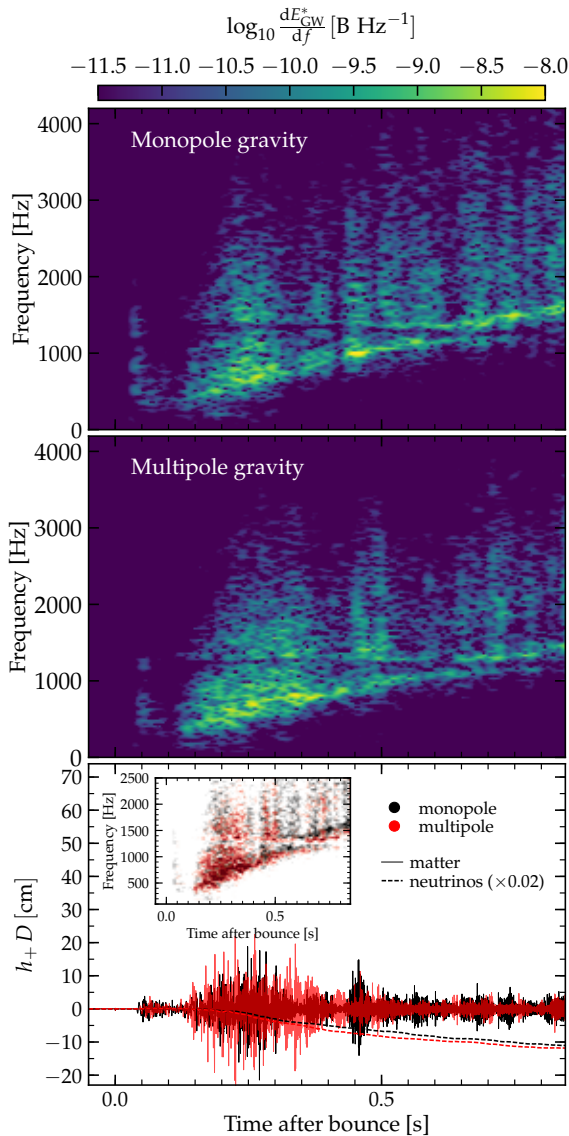 log₁₀ dE*_GW/df [B Hz⁻¹]
−11.5 −11.0 −10.5 −10.0 −9.5 −9.0 −8.5 −8.0
Monopole gravity
Frequency [Hz]
4000
3000
2000
1000
0
Multipole gravity
Frequency [Hz]
4000
3000
2000
1000
0
h₊ D [cm]
70
60
50
40
30
20
10
0
−10
−20
Frequency [Hz]
2500
2000
1500
1000
500
0.0 0.5
Time after bounce [s]
monopole
multipole
matter
neutrinos (×0.02)
0.0 0.5
Time after bounce [s]